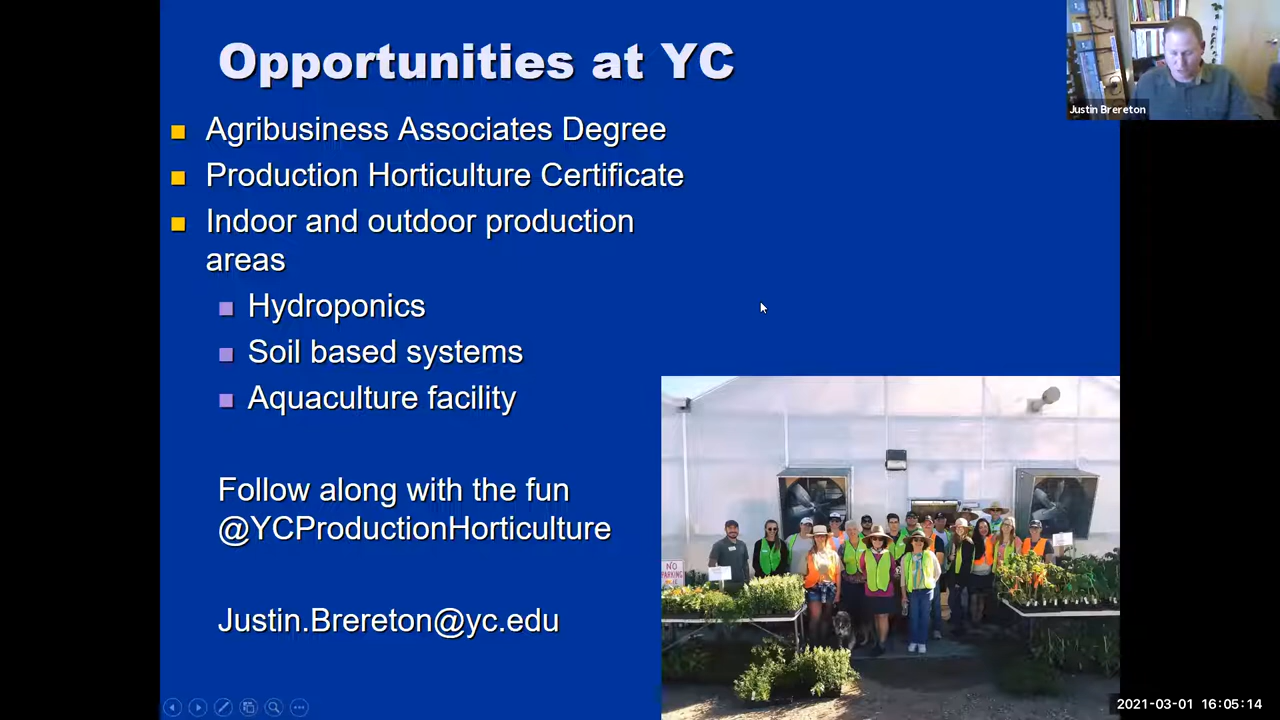 Opportunities at YC
Justin Brereton
Agribusiness Associates Degree
Production Horticulture Certificate
Indoor and outdoor production
areas
Hydroponics
Soil based systems
Aquaculture facility
Follow along with the fun
@YCProductionHorticulture
Justin.Brereton@yc.edu
NO
PARKING
2021-03-01 16:05:14